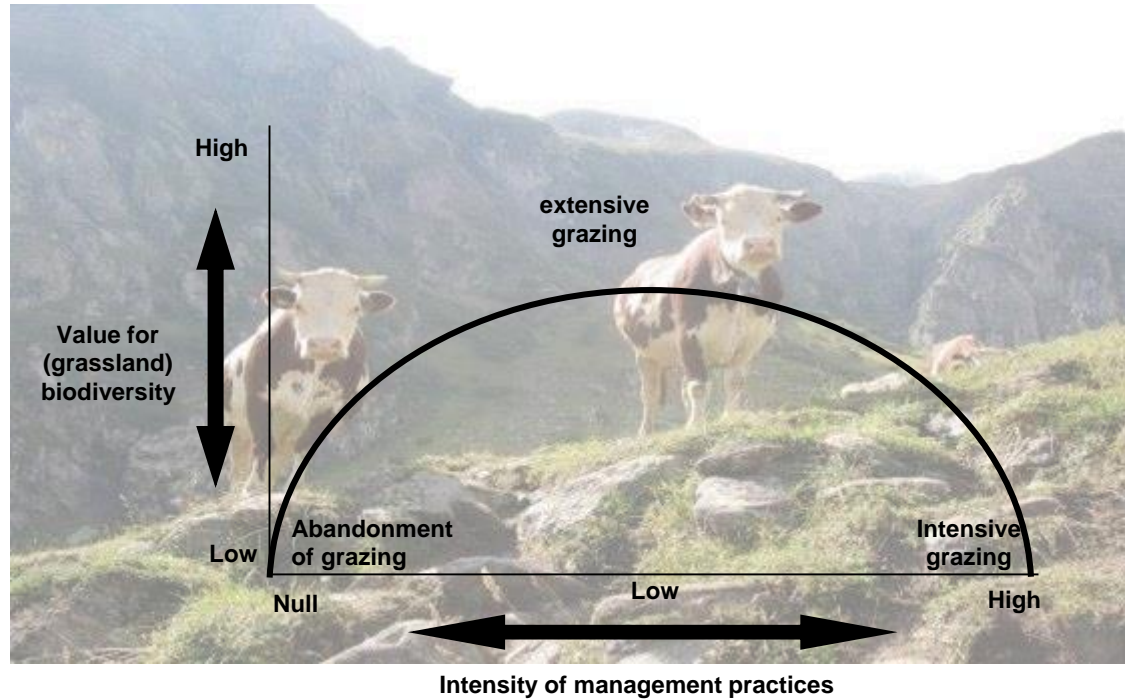 High
extensive
grazing
Value for
(grassland)
biodiversity
Abandonment
of grazing
Intensive
grazing
Low
Null
Low
High
Intensity of management practices